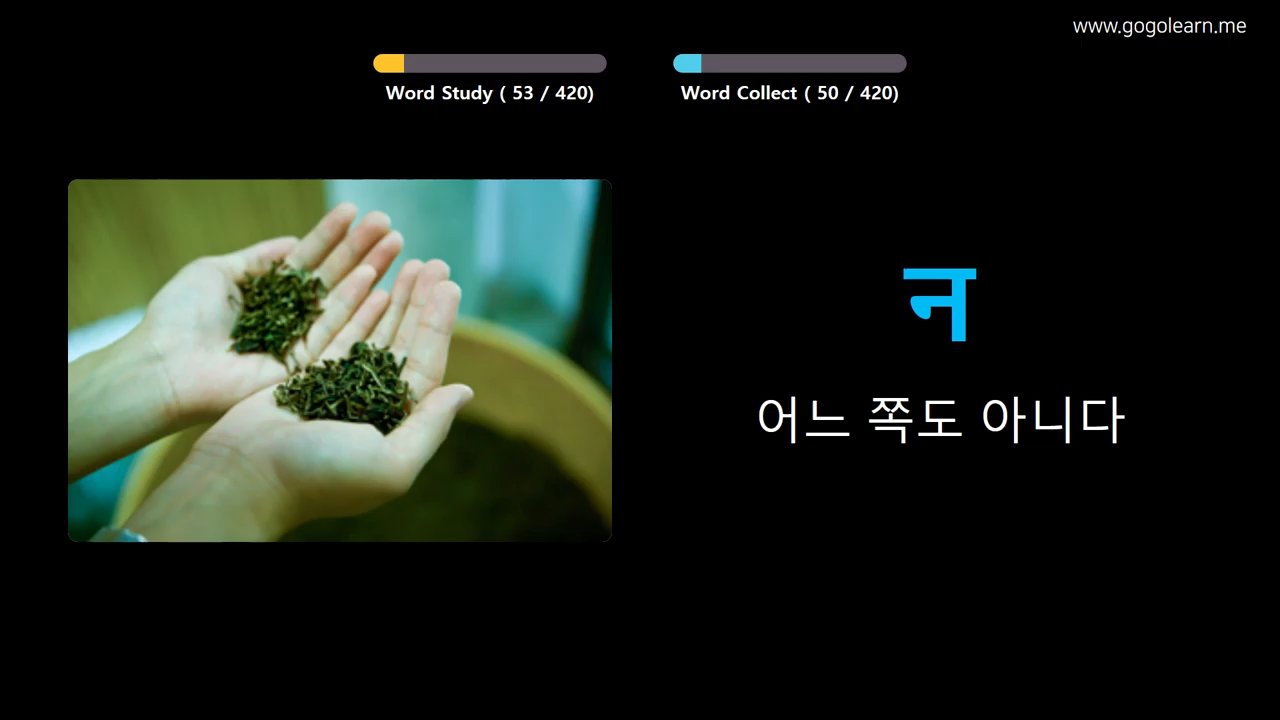 www.gogolearn.me
Word Study ( 53 / 420)
Word Collect ( 50 / 420)
न
어느 쪽도 아니다